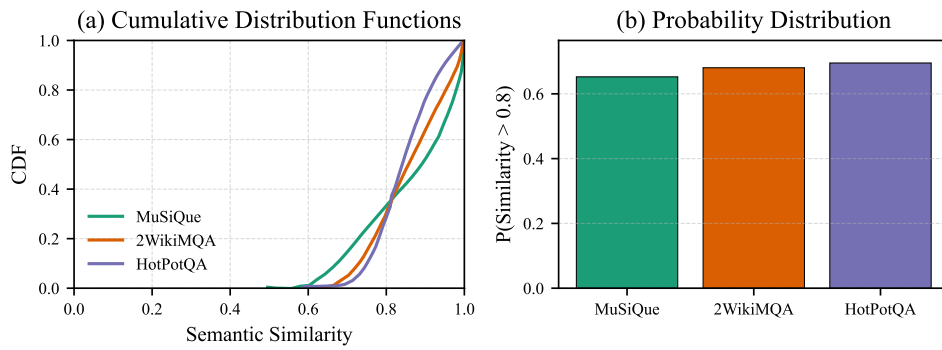 (a) Cumulative Distribution Functions
1.0
0.8
0.6
0.4
0.2
0.0
CDF
MuSiQue
2WikiMQA
HotPotQA
0.0 0.2 0.4 0.6 0.8 1.0
Semantic Similarity
(b) Probability Distribution
0.6
0.4
0.2
0.0
P(Similarity > 0.8)
MuSiQue 2WikiMQA HotPotQA